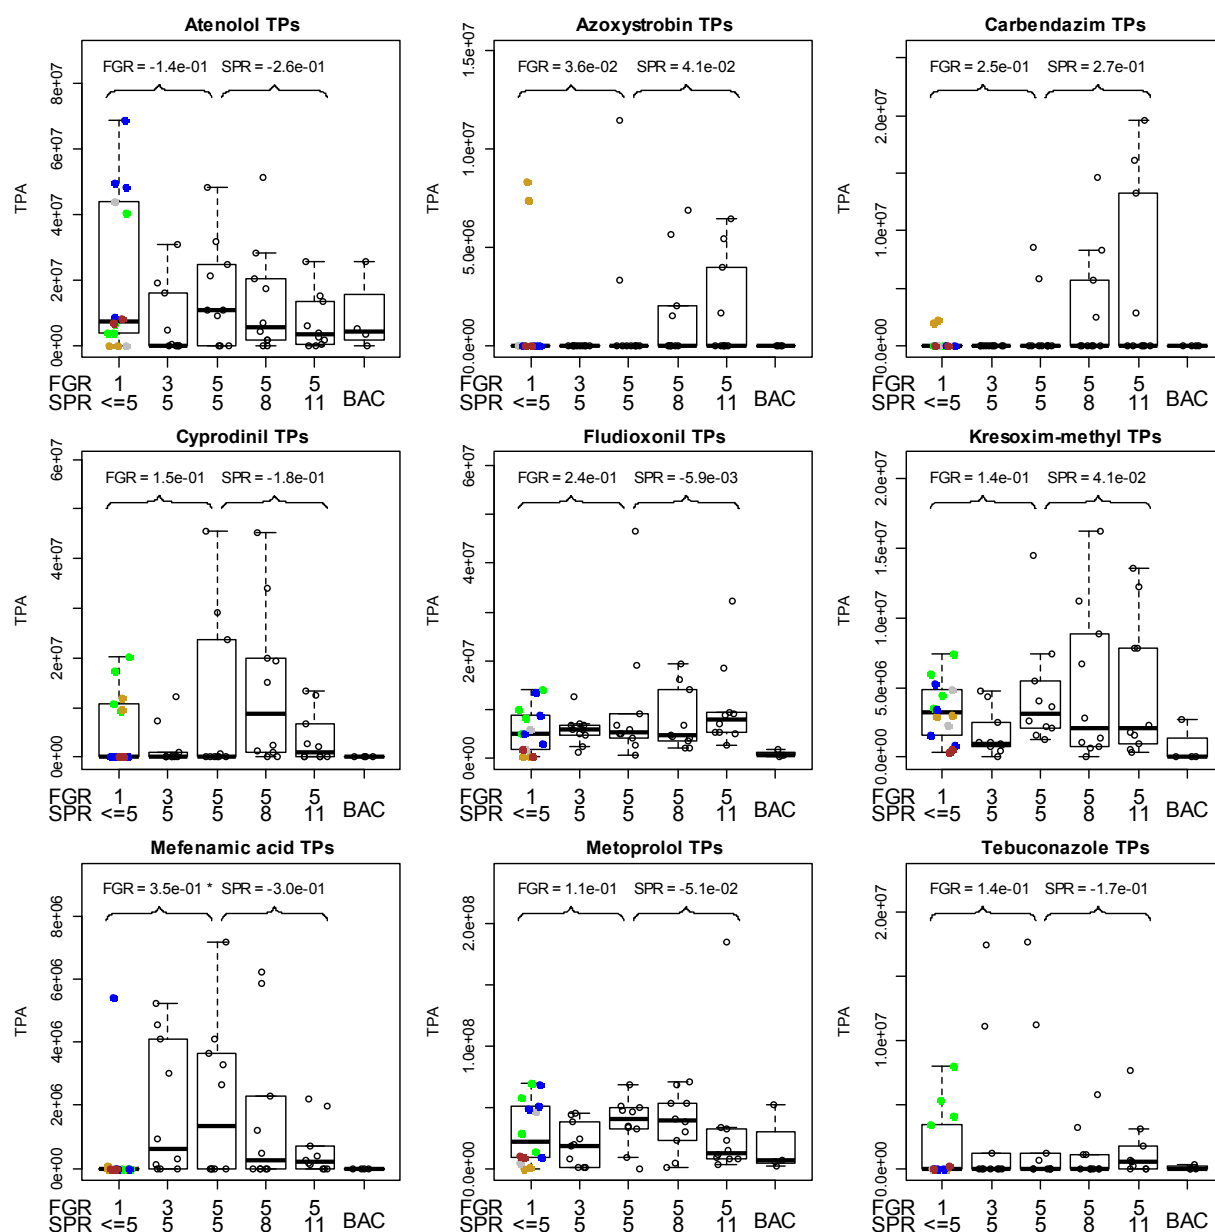 Atenolol TPs
FGR = -1.4e-01 SPR = -2.6e-01
TPA
0e+00 2e+07 4e+07 6e+07 8e+07
FGR 1 3 5 5 5 BAC
SPR <=5 5 5 8 11
Azoxystrobin TPs
FGR = 3.6e-02 SPR = 4.1e-02
TPA
0.0e+00 5.0e+06 1.0e+07 1.5e+07
FGR 1 3 5 5 5 BAC
SPR <=5 5 5 8 11
Carbendazim TPs
FGR = 2.5e-01 SPR = 2.7e-01
TPA
0.0e+00 1.0e+07 2.0e+07
FGR 1 3 5 5 5 BAC
SPR <=5 5 5 8 11
Cyprodinil TPs
FGR = 1.5e-01 SPR = -1.8e-01
TPA
0e+00 2e+07 4e+07 6e+07
FGR 1 3 5 5 5 BAC
SPR <=5 5 5 8 11
Fludioxonil TPs
FGR = 2.4e-01 SPR = -5.9e-03
TPA
0e+00 2e+07 4e+07 6e+07
FGR 1 3 5 5 5 BAC
SPR <=5 5 5 8 11
Kresoxim-methyl TPs
FGR = 1.4e-01 SPR = 4.1e-02
TPA
0.0e+00 5.0e+06 1.0e+07 1.5e+07 2.0e+07
FGR 1 3 5 5 5 BAC
SPR <=5 5 5 8 11
Mefenamic acid TPs
FGR = 3.5e-01 * SPR = -3.0e-01
TPA
0e+00 2e+06 4e+06 6e+06 8e+06
FGR 1 3 5 5 5 BAC
SPR <=5 5 5 8 11
Metoprolol TPs
FGR = 1.1e-01 SPR = -5.1e-02
TPA
0.0e+00 1.0e+08 2.0e+08
FGR 1 3 5 5 5 BAC
SPR <=5 5 5 8 11
Tebuconazole TPs
FGR = 1.4e-01 SPR = -1.7e-01
TPA
0.0e+00 1.0e+07 2.0e+07
FGR 1 3 5 5 5 BAC
SPR <=5 5 5 8 11